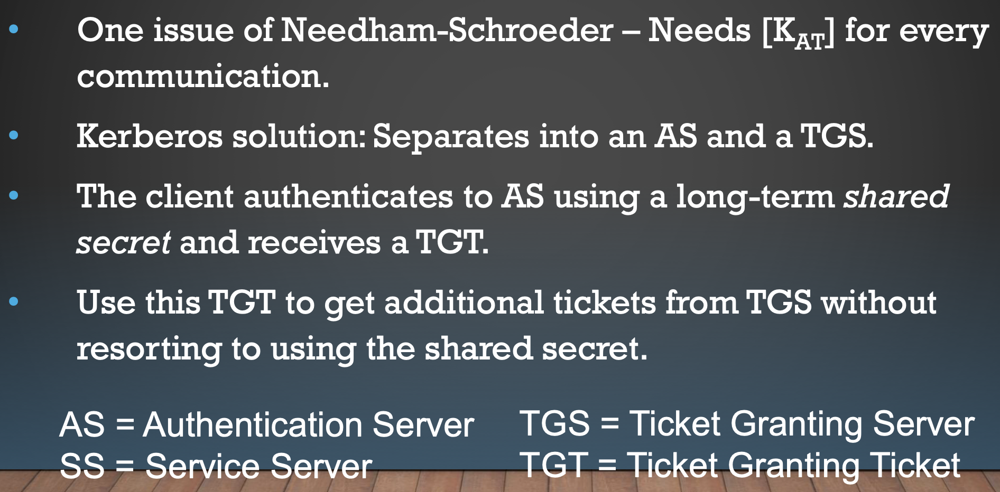 • One issue of Needham-Schroeder – Needs [K_AT] for every
communication.
• Kerberos solution: Separates into an AS and a TGS.
• The client authenticates to AS using a long-term shared
secret and receives a TGT.
• Use this TGT to get additional tickets from TGS without
resorting to using the shared secret.
AS = Authentication Server
SS = Service Server
TGS = Ticket Granting Server
TGT = Ticket Granting Ticket